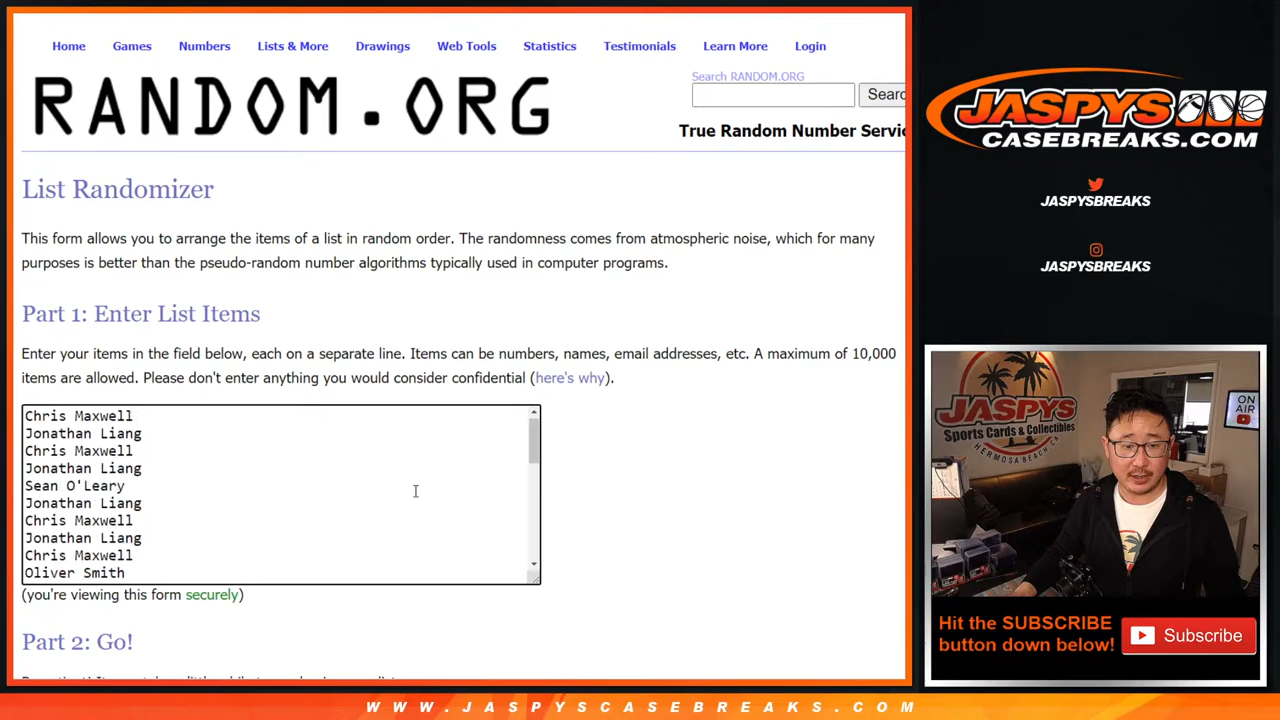 Home Games Numbers Lists & More Drawings Web Tools Statistics Testimonials Learn More Login
RANDOM.ORG
Search RANDOM.ORG
Searc
True Random Number Servic
List Randomizer
This form allows you to arrange the items of a list in random order. The randomness comes from atmospheric noise, which for many
purposes is better than the pseudo-random number algorithms typically used in computer programs.
Part 1: Enter List Items
Enter your items in the field below, each on a separate line. Items can be numbers, names, email addresses, etc. A maximum of 10,000
items are allowed. Please don't enter anything you would consider confidential (here's why).
Chris Maxwell
Jonathan Liang
Chris Maxwell
Jonathan Liang
Sean O'Leary
Jonathan Liang
Chris Maxwell
Jonathan Liang
Chris Maxwell
Oliver Smith
(you're viewing this form securely)
Part 2: Go!
JASPYS
CASEBREAKS.COM
JASPYSBREAKS
JASPYSBREAKS
JASPYS
Sports Cards & Collectibles
HERMOSA BEACH CA
ON
AIR
Hit the SUBSCRIBE
button down below!
Subscribe
WWW.JASPYSCASEBREAKS.COM